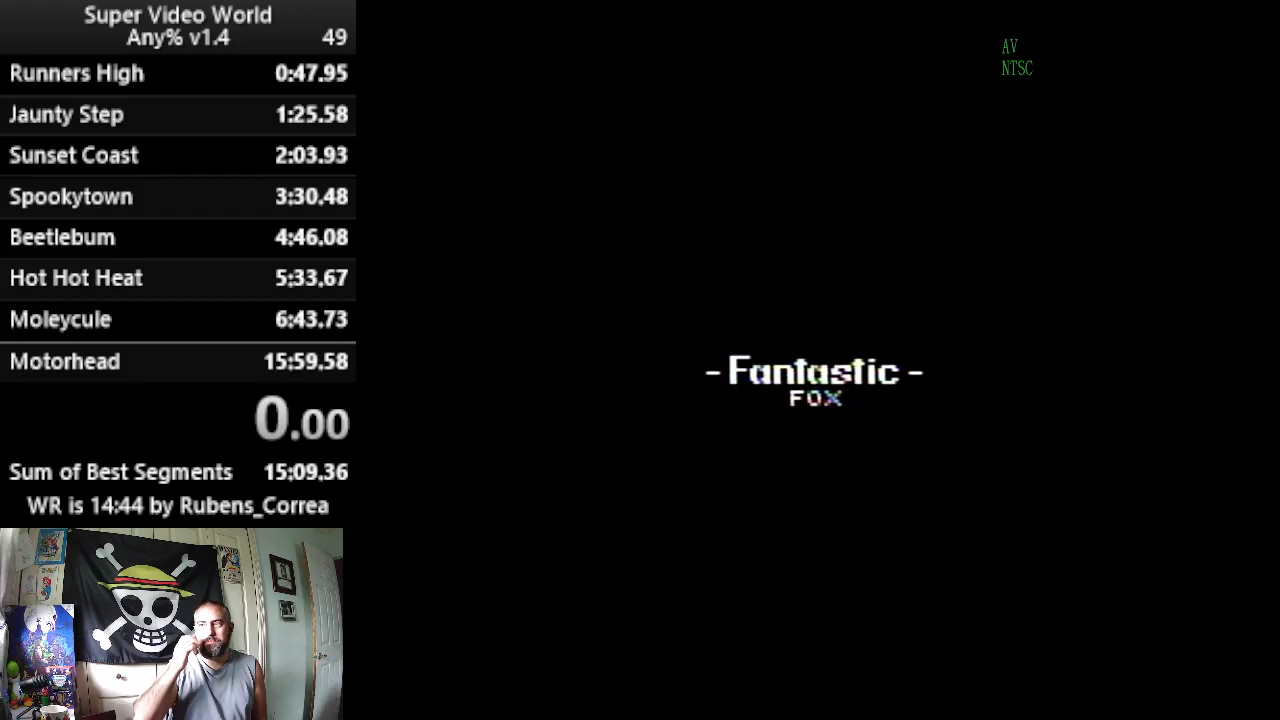 Super Video World
Any% v1.4 49
Runners High 0:47.95
Jaunty Step 1:25.58
Sunset Coast 2:03.93
Spookytown 3:30.48
Beetlebum 4:46.08
Hot Hot Heat 5:33.67
Moleycule 6:43.73
Motorhead 15:59.58
0.00
Sum of Best Segments 15:09.36
WR is 14:44 by Rubens_Correa
AV
NTSC
- Fantastic -
FOX